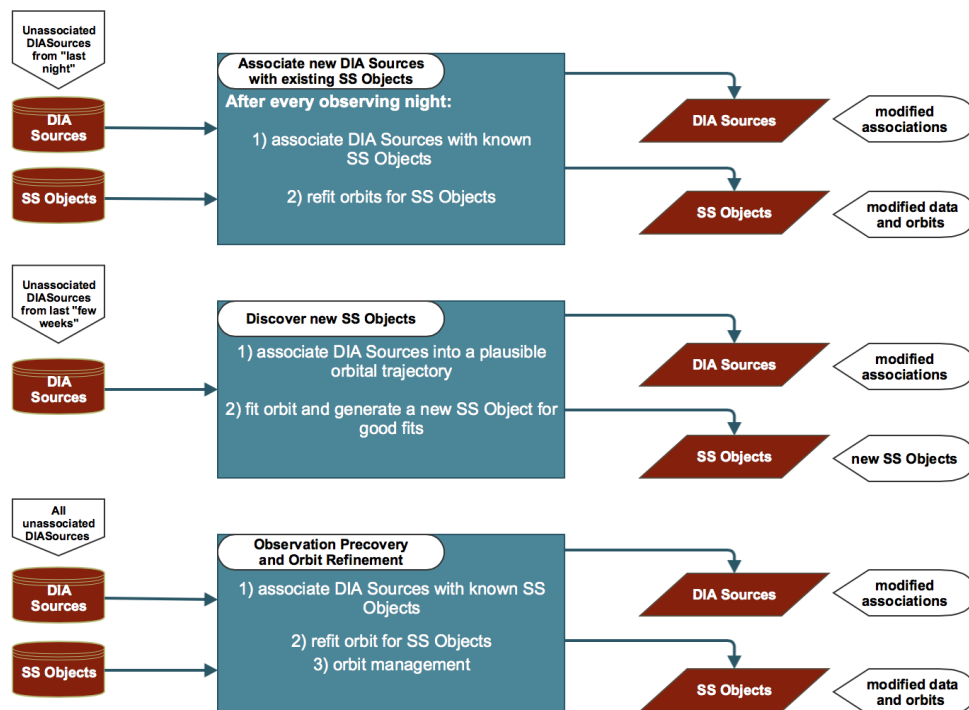 Unassociated
DIASources
from "last
night"
DIA
Sources
SS Objects
Associate new DIA Sources
with existing SS Objects
After every observing night:
1) associate DIA Sources with known
SS Objects
2) refit orbits for SS Objects
DIA Sources
modified
associations
SS Objects
modified data
and orbits
Unassociated
DIASources
from last "few
weeks"
DIA
Sources
Discover new SS Objects
1) associate DIA Sources into a plausible
orbital trajectory
2) fit orbit and generate a new SS Object for
good fits
DIA Sources
modified
associations
SS Objects
new SS Objects
All
unassociated
DIASources
DIA
Sources
SS Objects
Observation Precovery
and Orbit Refinement
1) associate DIA Sources with known SS
Objects
2) refit orbit for SS Objects
3) orbit management
DIA Sources
modified
associations
SS Objects
modified data
and orbits